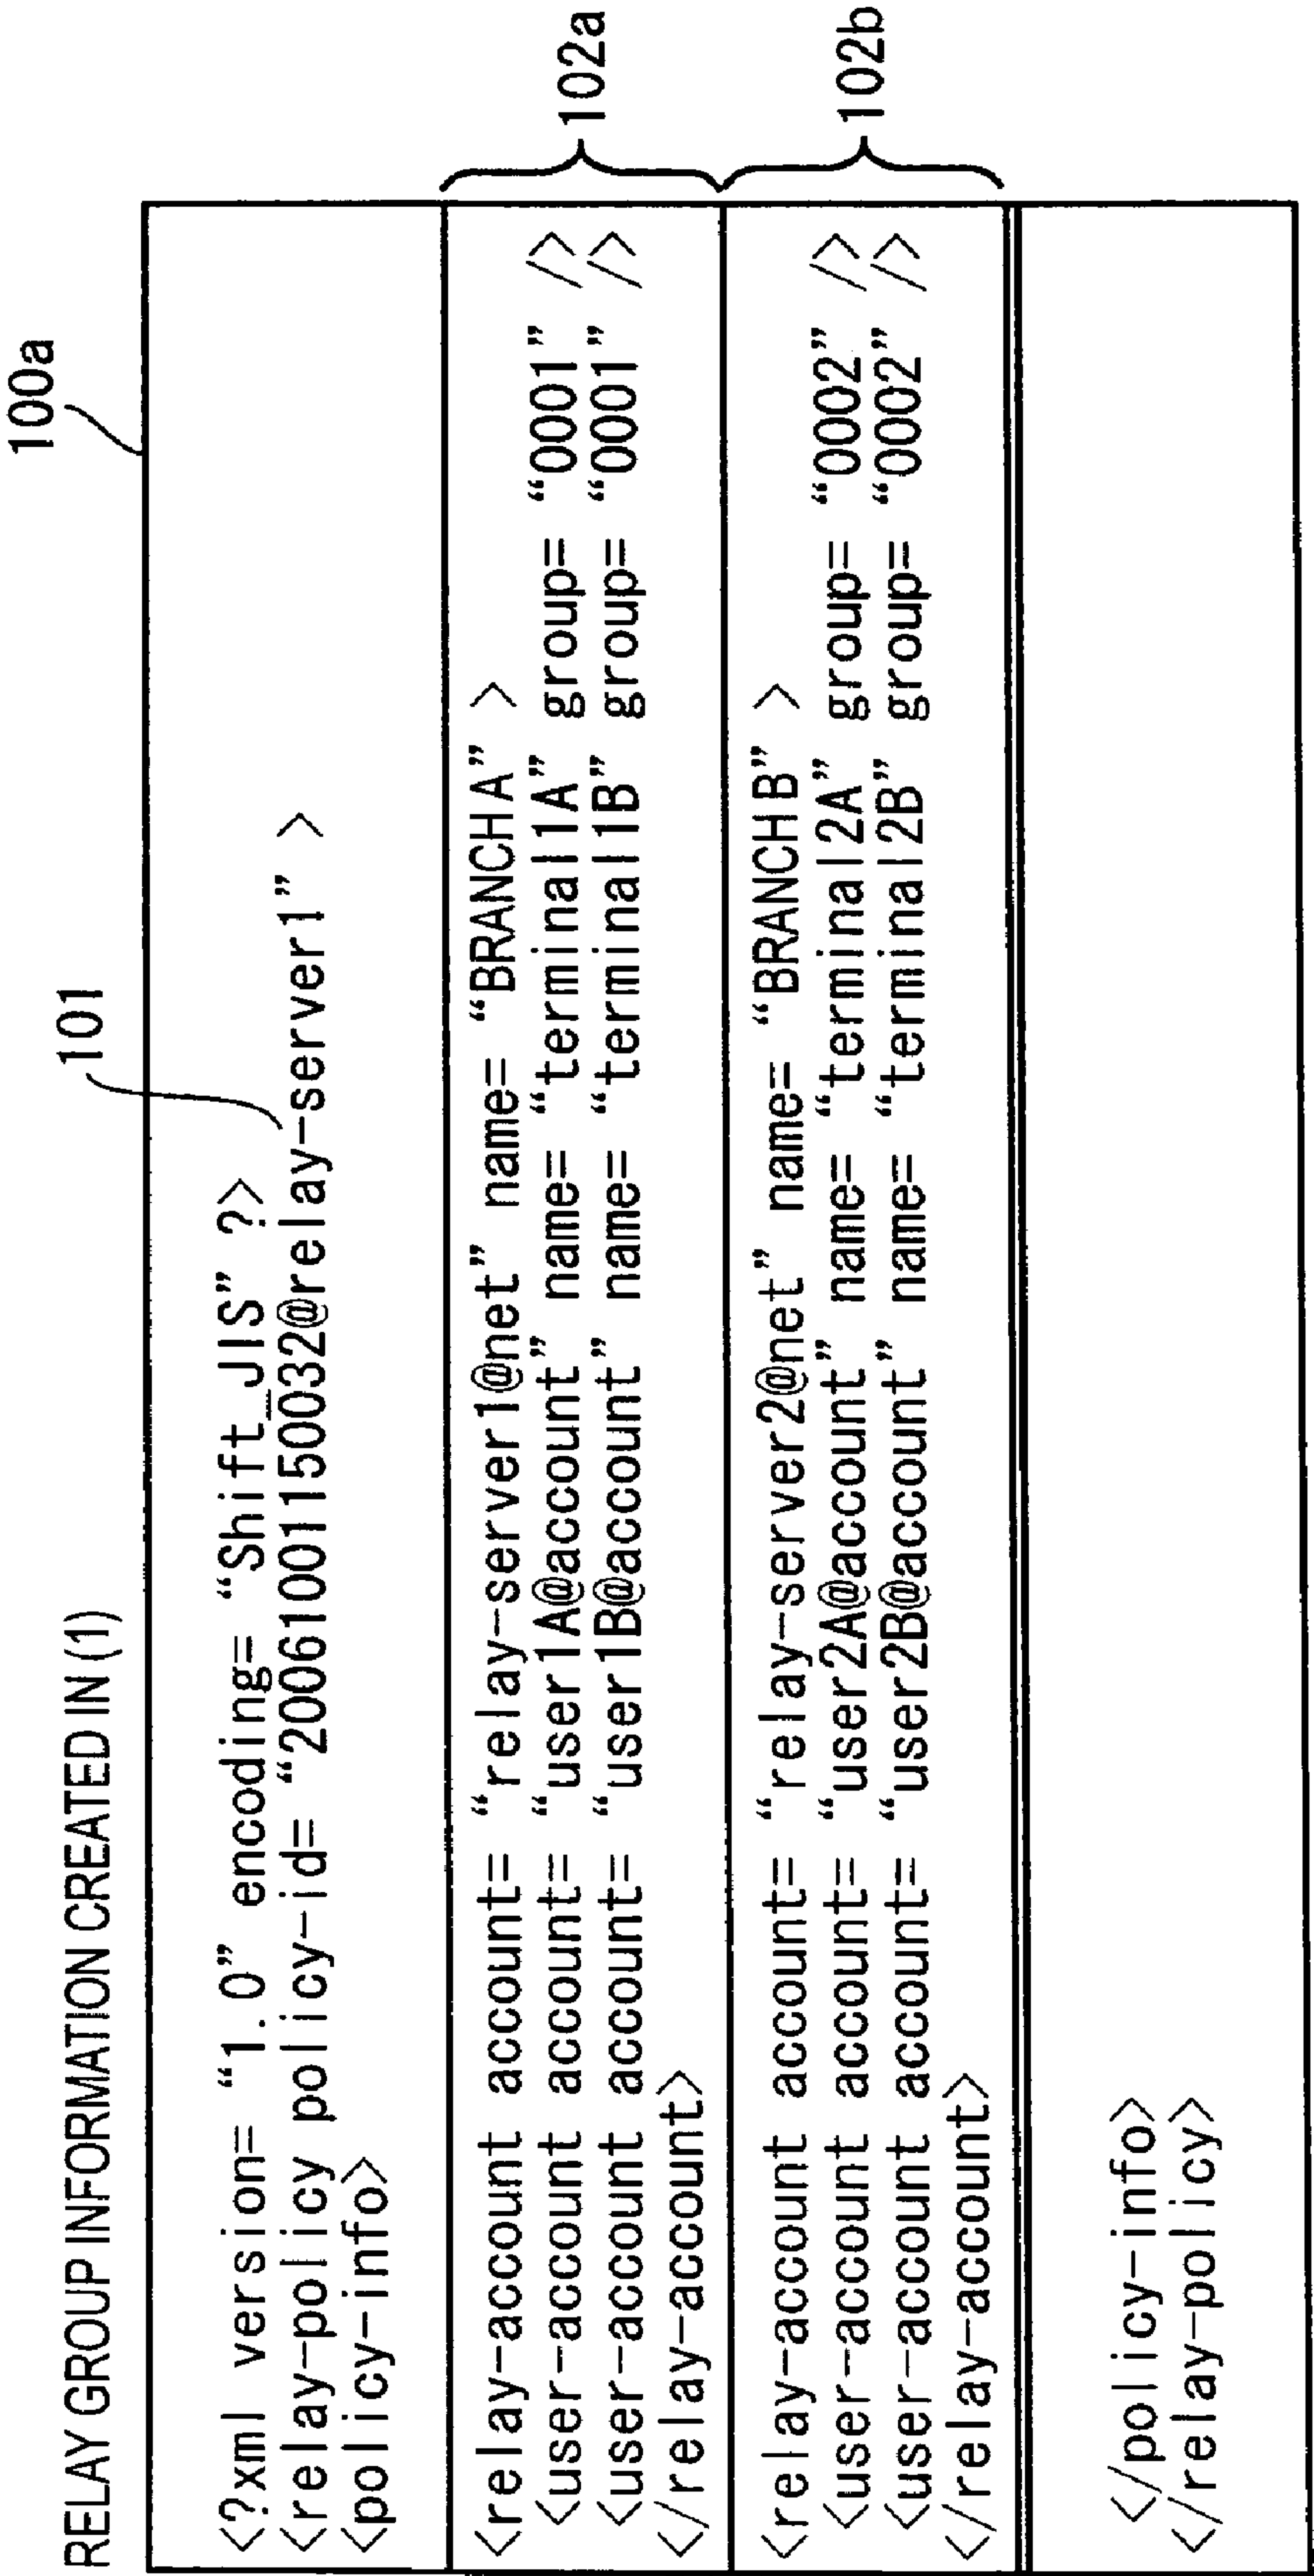 RELAY GROUP INFORMATION CREATED IN (1)
100a
101
<?xml version= “1.0” encoding= “Shift_JIS” ?>
<relay-policy policy-id= “20061001150032@relay-server1” >
<policy-info>
102a
<relay-account account= “relay-server1@net” name= “BRANCH A” >
<user-account account= “user1A@account” name= “terminal1A” group= “0001” />
<user-account account= “user1B@account” name= “terminal1B” group= “0001” />
</relay-account>
102b
<relay-account account= “relay-server2@net” name= “BRANCH B” >
<user-account account= “user2A@account” name= “terminal2A” group= “0002” />
<user-account account= “user2B@account” name= “terminal2B” group= “0002” />
</relay-account>
</policy-info>
</relay-policy>